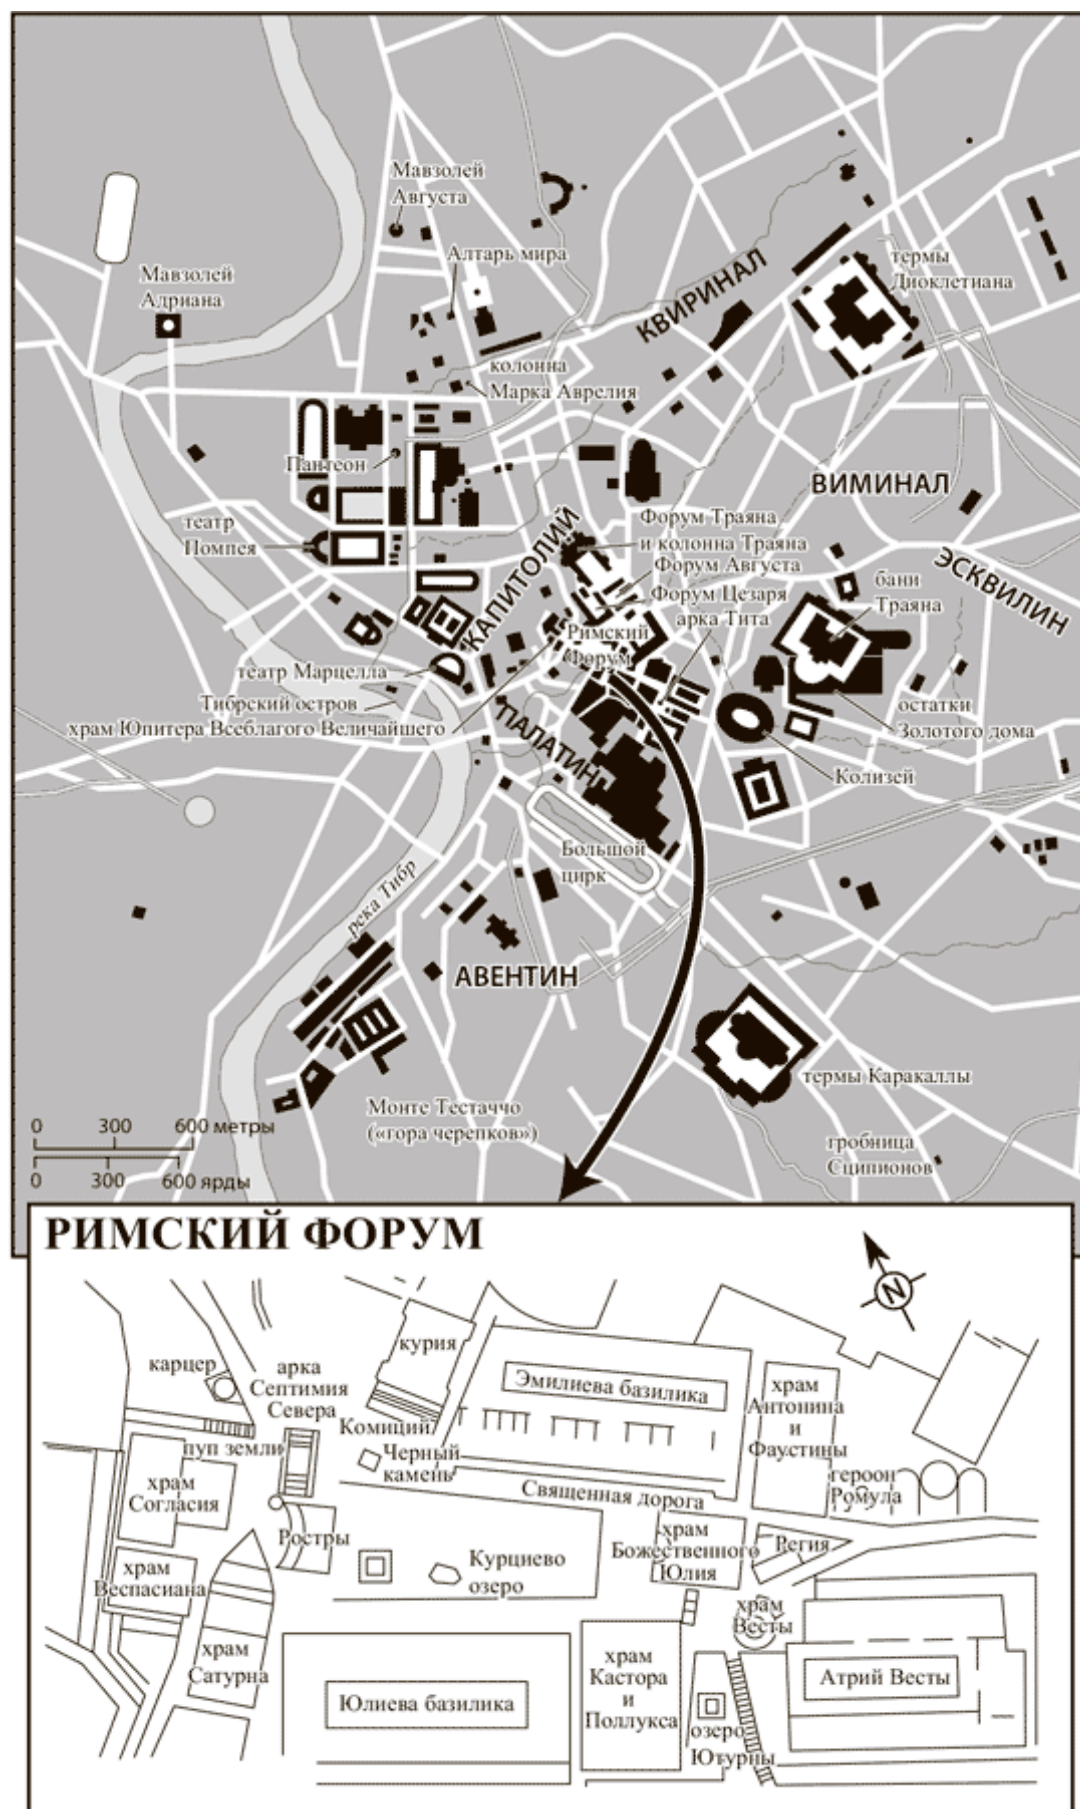 Мавзолей
Августа
Алтарь мира
Мавзолей
Адриана
КВИРИНАЛ
термы
Диоклетиана
колонна
Марка Аврелия
Пантеон
ВИМИНАЛ
театр
Помпея
КАПИТОЛИЙ
Форум Траяна
и колонна Траяна
Форум Августа
Форум Цезаря
арка Тита
ЭСКВИЛИН
бани
Траяна
Римский
Форум
театр Марцелла
Тибрский остров
храм Юпитера Всеблагого Величайшего
ПАЛАТИН
остатки
Золотого дома
Колизей
Большой
цирк
река Тибр
АВЕНТИН
термы Каракаллы
Монте Тестаччо
(«гора черепков»)
гробница
Сципионов
0 300 600 метры
0 300 600 ярды
РИМСКИЙ ФОРУМ
N
курия
карцер
арка
Септимия
Севера
Эмилиева базилика
храм
Антонина
и
Фаустины
Комиций
пуп земли
Черный
камень
героон
Ромула
храм
Согласия
Священная дорога
Ростры
храм
Божественного
Юлия
Регия
Курциево
озеро
храм
Веспасиана
храм
Весты
храм
Сатурна
храм
Кастора
и
Поллукса
Атрий Весты
Юлиева базилика
озеро
Ютурны